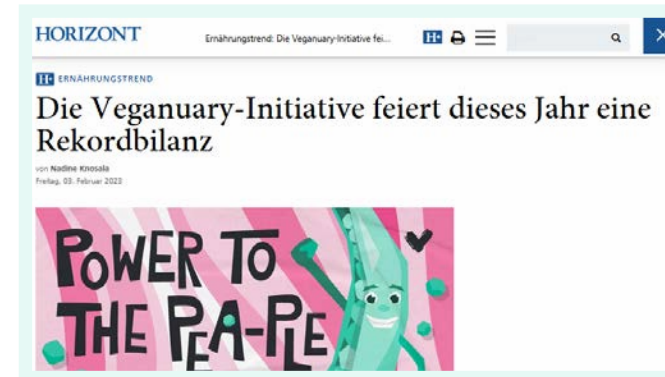 HORIZONT
Ernährungstrend: Die Veganuary-Initiative fei...
H+
H+ ERNÄHRUNGSTREND
Die Veganuary-Initiative feiert dieses Jahr eine
Rekordbilanz
von Nadine Knosala
Freitag, 03. Februar 2023
POWER TO
THE PEA-PLE